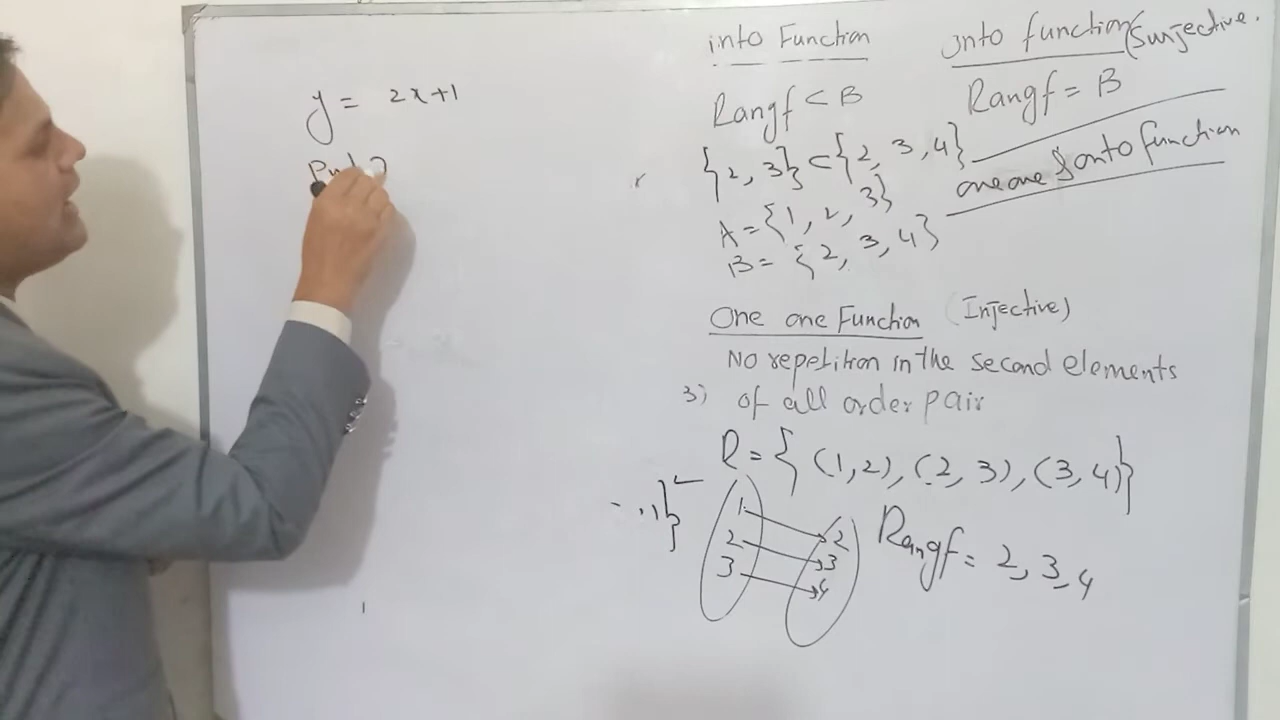 y = 2x+1
Put
into Function
onto function (Surjective.
Rangf ⊂ B
Rangf = B
{2, 3} ⊂ {2, 3, 4}
one one & onto function
A = {1, 2, 3}
B = {2, 3, 4}
One one Function (Injective)
No repetition in the second elements
3) of all order pair
R = { (1,2), (2, 3), (3, 4)}
1 2
2 3
3 4
Rangf = 2, 3, 4